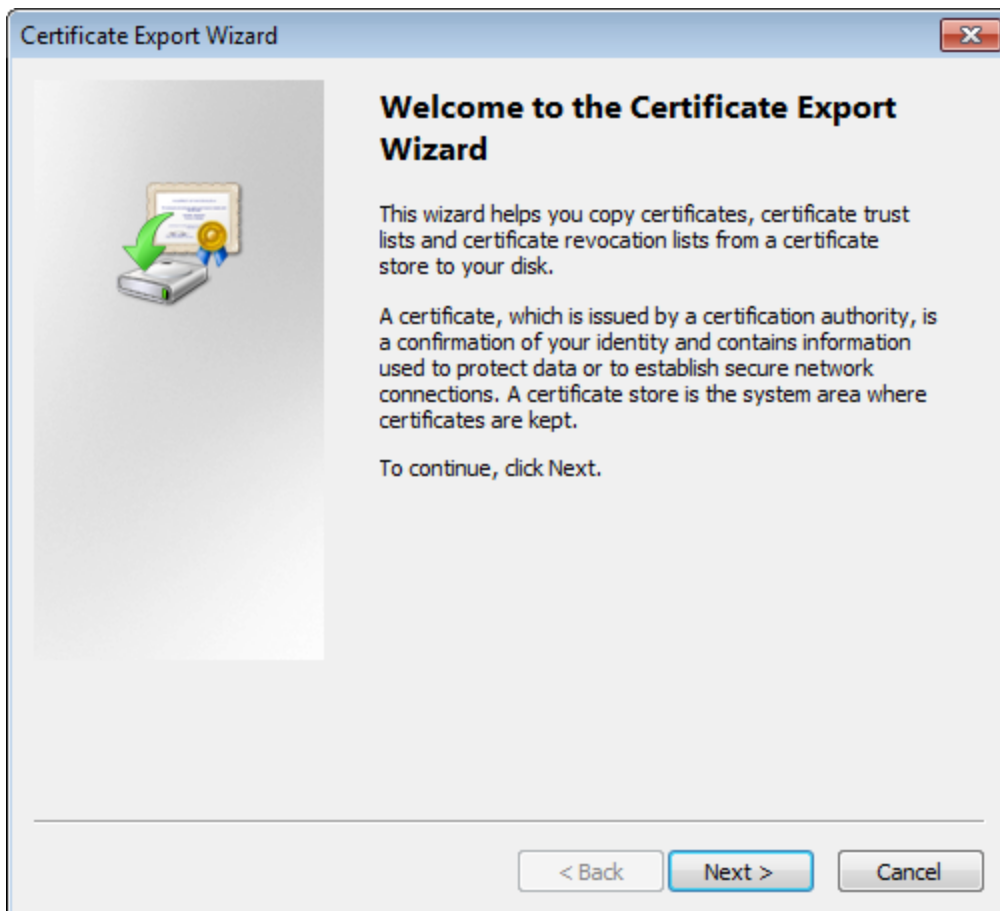 Certificate Export Wizard
Welcome to the Certificate Export
Wizard
This wizard helps you copy certificates, certificate trust
lists and certificate revocation lists from a certificate
store to your disk.
A certificate, which is issued by a certification authority, is
a confirmation of your identity and contains information
used to protect data or to establish secure network
connections. A certificate store is the system area where
certificates are kept.
To continue, click Next.
< Back
Next >
Cancel